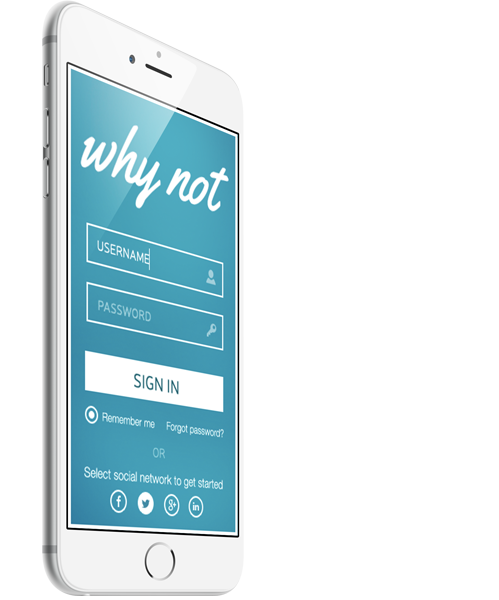 why not
USERNAME
PASSWORD
SIGN IN
Remember me Forgot password?
OR
Select social network to get started
f g+ in